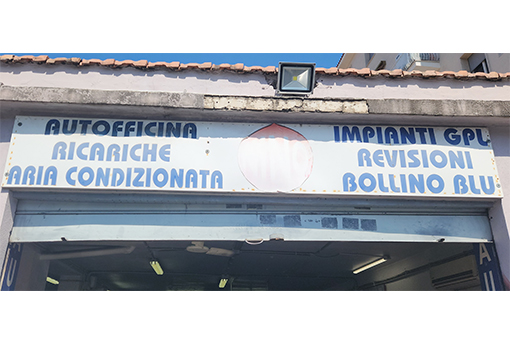 AUTOFFICINA
RICARICHE
ARIA CONDIZIONATA
IMPIANTI GPL
REVISIONI
BOLLINO BLU